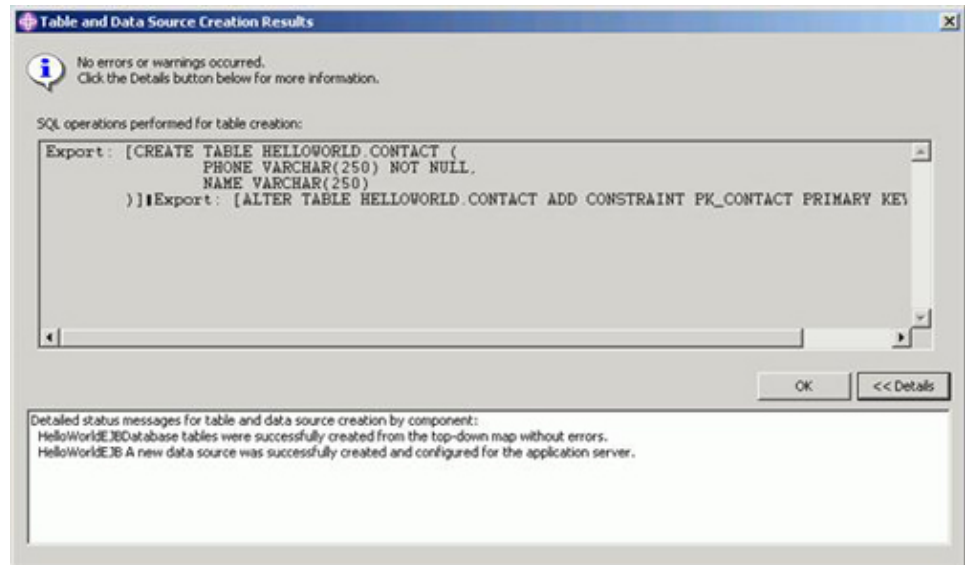 Table and Data Source Creation Results
No errors or warnings occurred.
Click the Details button below for more information.
SQL operations performed for table creation:
Export: [CREATE TABLE HELLOWORLD.CONTACT (
PHONE VARCHAR(250) NOT NULL,
NAME VARCHAR(250)
)]▮Export: [ALTER TABLE HELLOWORLD.CONTACT ADD CONSTRAINT PK_CONTACT PRIMARY KEY
OK
<< Details
Detailed status messages for table and data source creation by component:
HelloWorldEJBDatabase tables were successfully created from the top-down map without errors.
HelloWorldEJB A new data source was successfully created and configured for the application server.